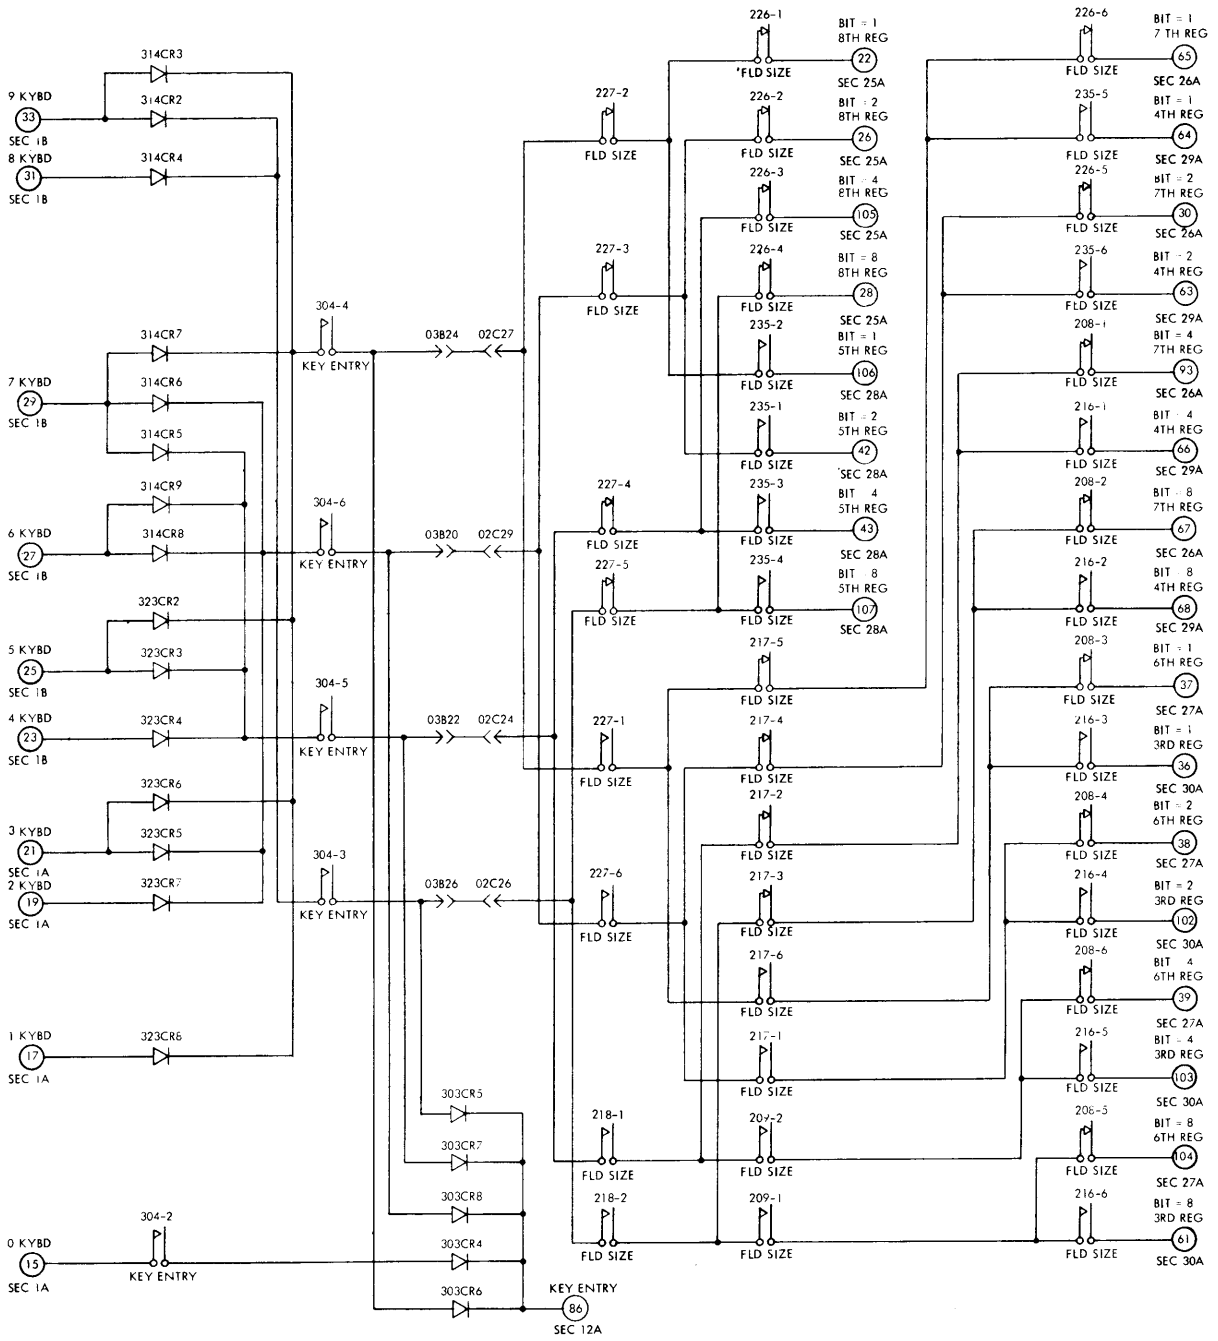 314CR3
9 KYBD
33
SEC 1B
314CR2
8 KYBD
31
SEC 1B
314CR4
314CR7
7 KYBD
29
SEC 1B
314CR6
314CR5
314CR9
6 KYBD
27
SEC 1B
314CR8
323CR2
5 KYBD
25
SEC 1B
323CR3
4 KYBD
23
SEC 1B
323CR4
323CR6
3 KYBD
21
SEC 1A
323CR5
2 KYBD
19
SEC 1A
323CR7
1 KYBD
17
SEC 1A
323CR8
0 KYBD
15
SEC 1A
304-2
KEY ENTRY
304-4
KEY ENTRY
304-6
KEY ENTRY
304-5
KEY ENTRY
304-3
KEY ENTRY
03B24
02C27
03B20
02C29
03B22
02C24
03B26
02C26
303CR5
303CR7
303CR8
303CR4
303CR6
KEY ENTRY
86
SEC 12A
227-2
FLD SIZE
227-3
FLD SIZE
227-4
FLD SIZE
227-5
FLD SIZE
227-1
FLD SIZE
227-6
FLD SIZE
218-1
FLD SIZE
218-2
FLD SIZE
226-1
FLD SIZE
BIT = 1
8TH REG
22
SEC 25A
226-2
FLD SIZE
BIT = 2
8TH REG
26
SEC 25A
226-3
FLD SIZE
BIT = 4
8TH REG
105
SEC 25A
226-4
FLD SIZE
BIT = 8
8TH REG
28
SEC 25A
235-2
FLD SIZE
BIT = 1
5TH REG
106
SEC 28A
235-1
FLD SIZE
BIT = 2
5TH REG
42
SEC 28A
235-3
FLD SIZE
BIT 4
5TH REG
43
SEC 28A
235-4
FLD SIZE
BIT 8
5TH REG
107
SEC 28A
217-5
FLD SIZE
217-4
FLD SIZE
217-2
FLD SIZE
217-3
FLD SIZE
217-6
FLD SIZE
217-1
FLD SIZE
209-2
FLD SIZE
209-1
FLD SIZE
226-6
FLD SIZE
BIT = 1
7 TH REG
65
SEC 26A
235-5
FLD SIZE
BIT = 1
4TH REG
64
SEC 29A
226-5
FLD SIZE
BIT = 2
7TH REG
30
SEC 26A
235-6
FLD SIZE
BIT - 2
4TH REG
63
SEC 29A
208-1
FLD SIZE
BIT = 4
7TH REG
93
SEC 26A
216-1
FLD SIZE
BIT = 4
4TH REG
66
SEC 29A
208-2
FLD SIZE
BIT - 8
7TH REG
67
SEC 26A
216-2
FLD SIZE
BIT - 8
4TH REG
68
SEC 29A
208-3
FLD SIZE
BIT = 1
6TH REG
37
SEC 27A
216-3
FLD SIZE
BIT = 1
3RD REG
36
SEC 30A
208-4
FLD SIZE
BIT = 2
6TH REG
38
SEC 27A
216-4
FLD SIZE
BIT = 2
3RD REG
102
SEC 30A
208-6
FLD SIZE
BIT 4
6TH REG
39
SEC 27A
216-5
FLD SIZE
BIT = 4
3RD REG
103
SEC 30A
208-5
FLD SIZE
BIT = 8
6TH REG
104
SEC 27A
216-6
FLD SIZE
BIT = 8
3RD REG
61
SEC 30A